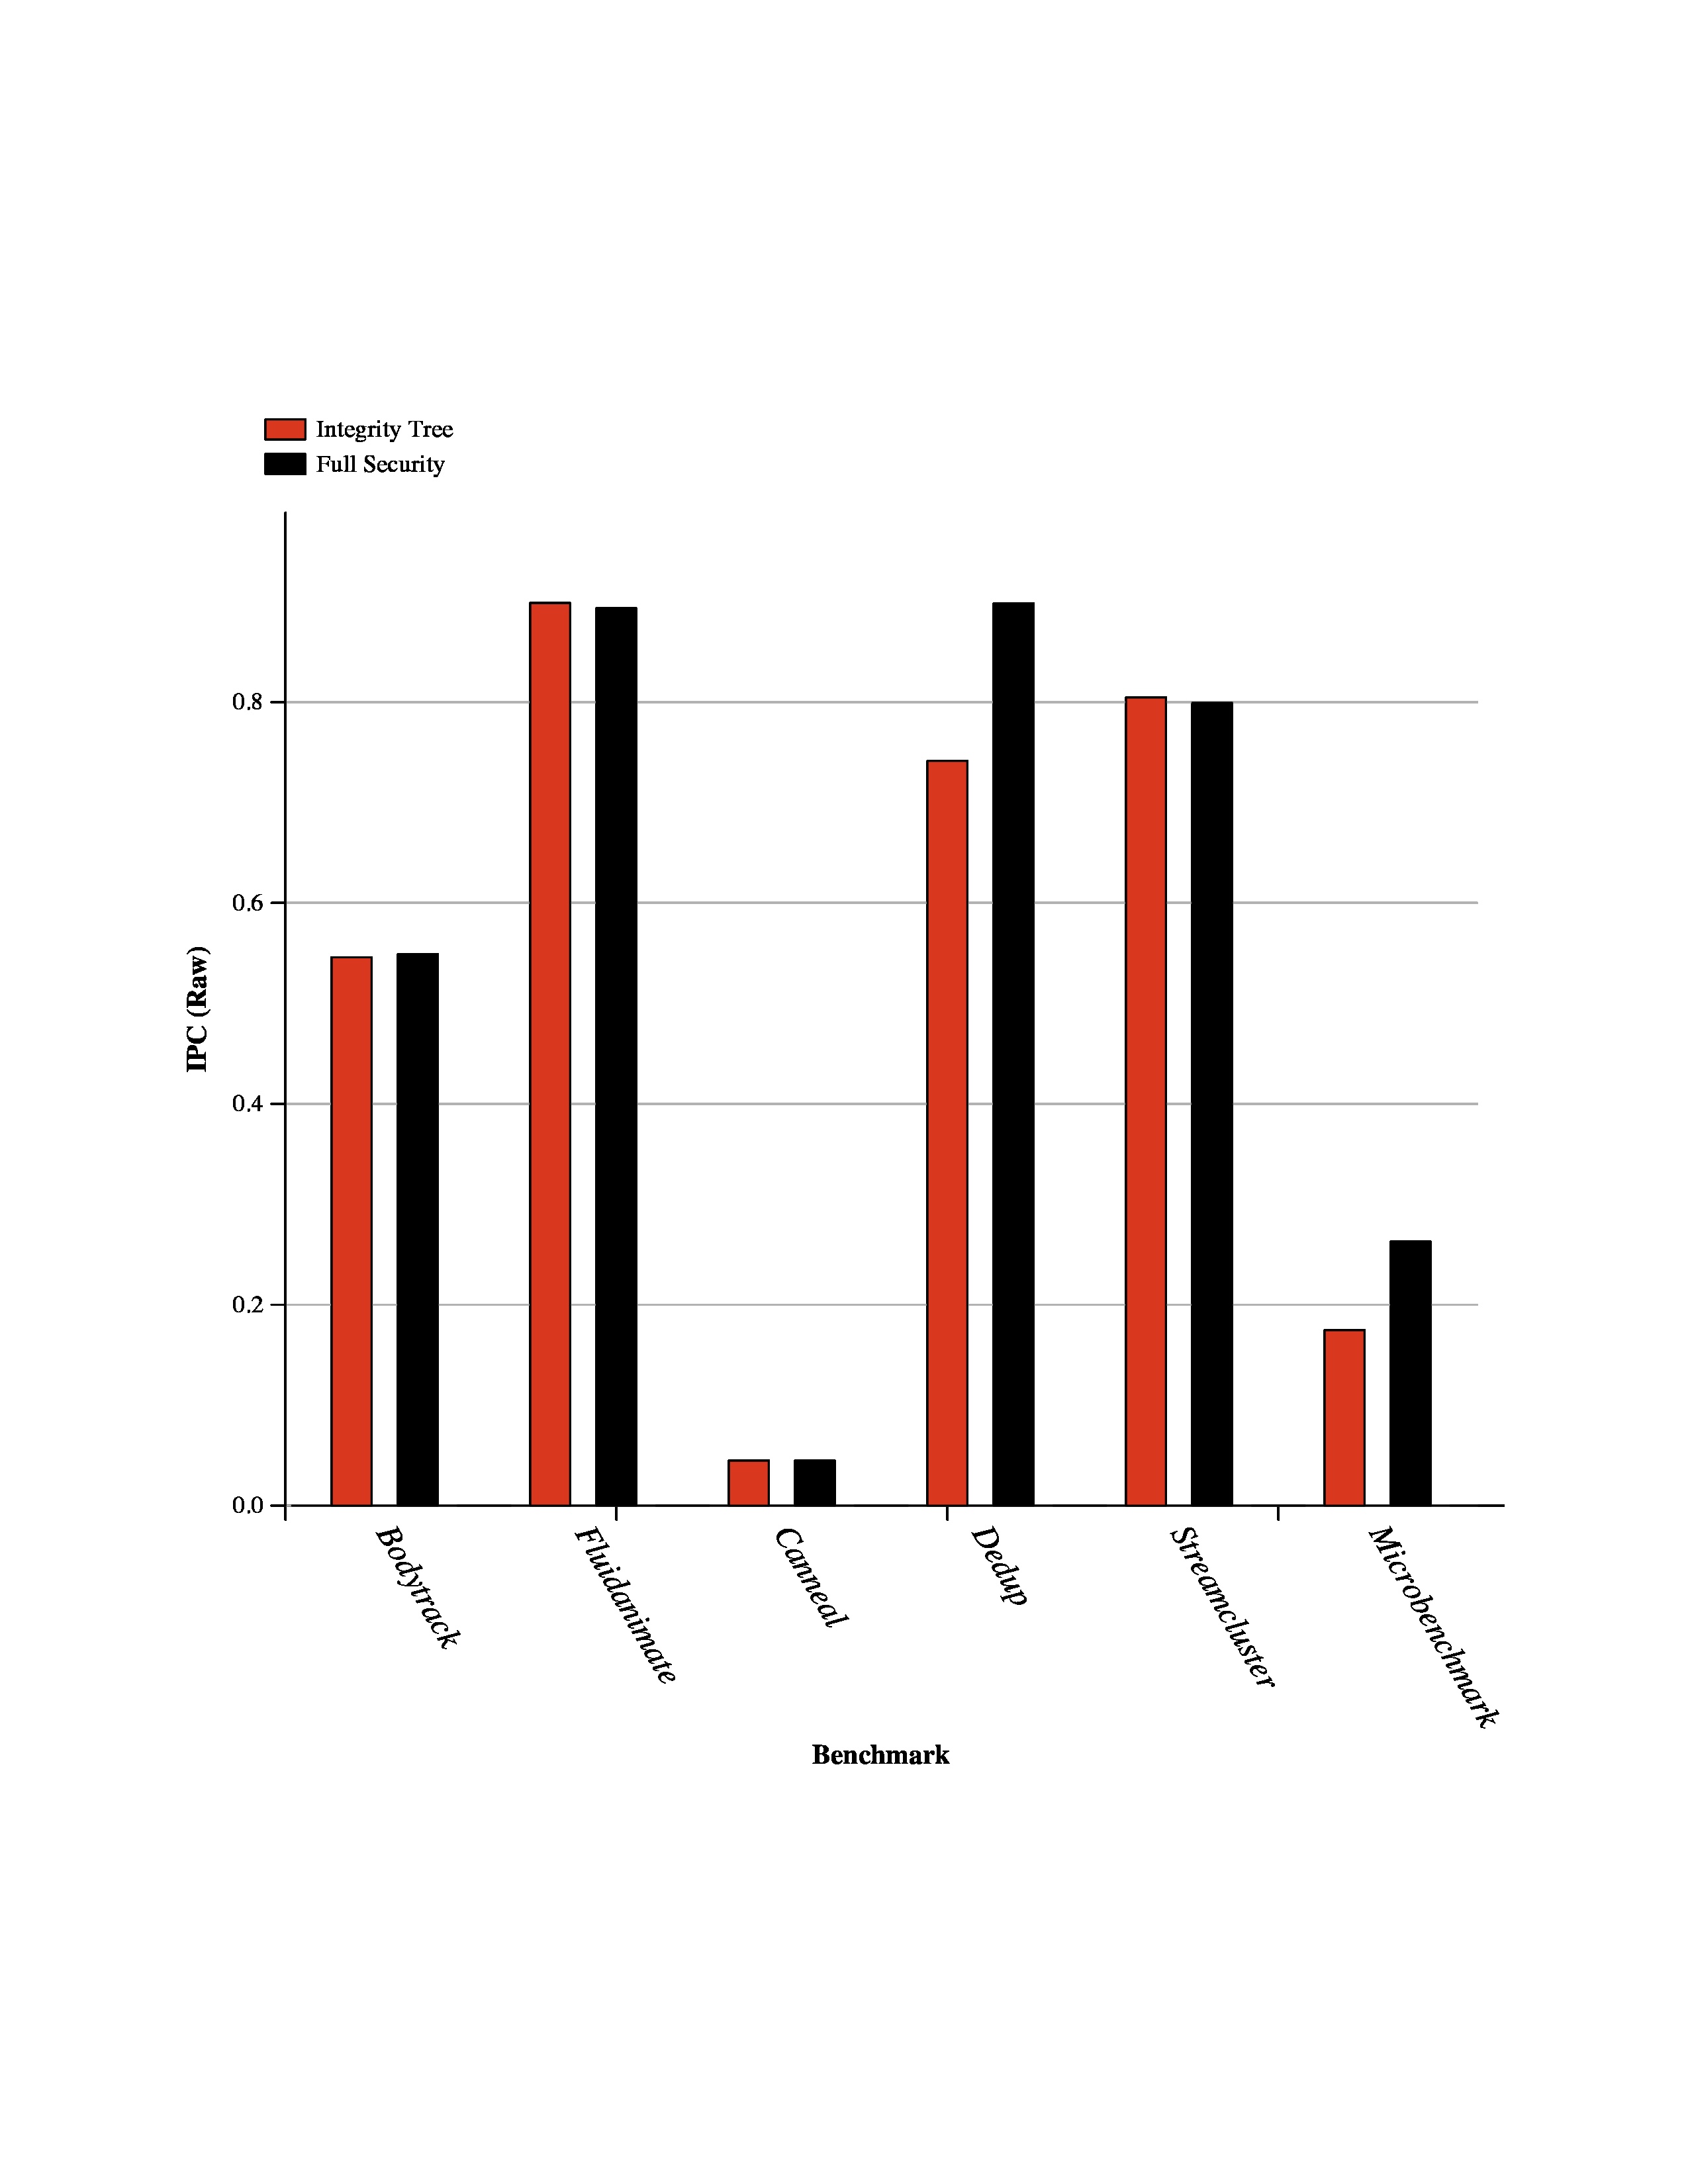 Integrity Tree
Full Security
0.8
0.6
0.4
0.2
0.0
IPC (Raw)
Bodytrack
Fluidanimate
Canneal
Dedup
Streamcluster
Microbenchmark
Benchmark